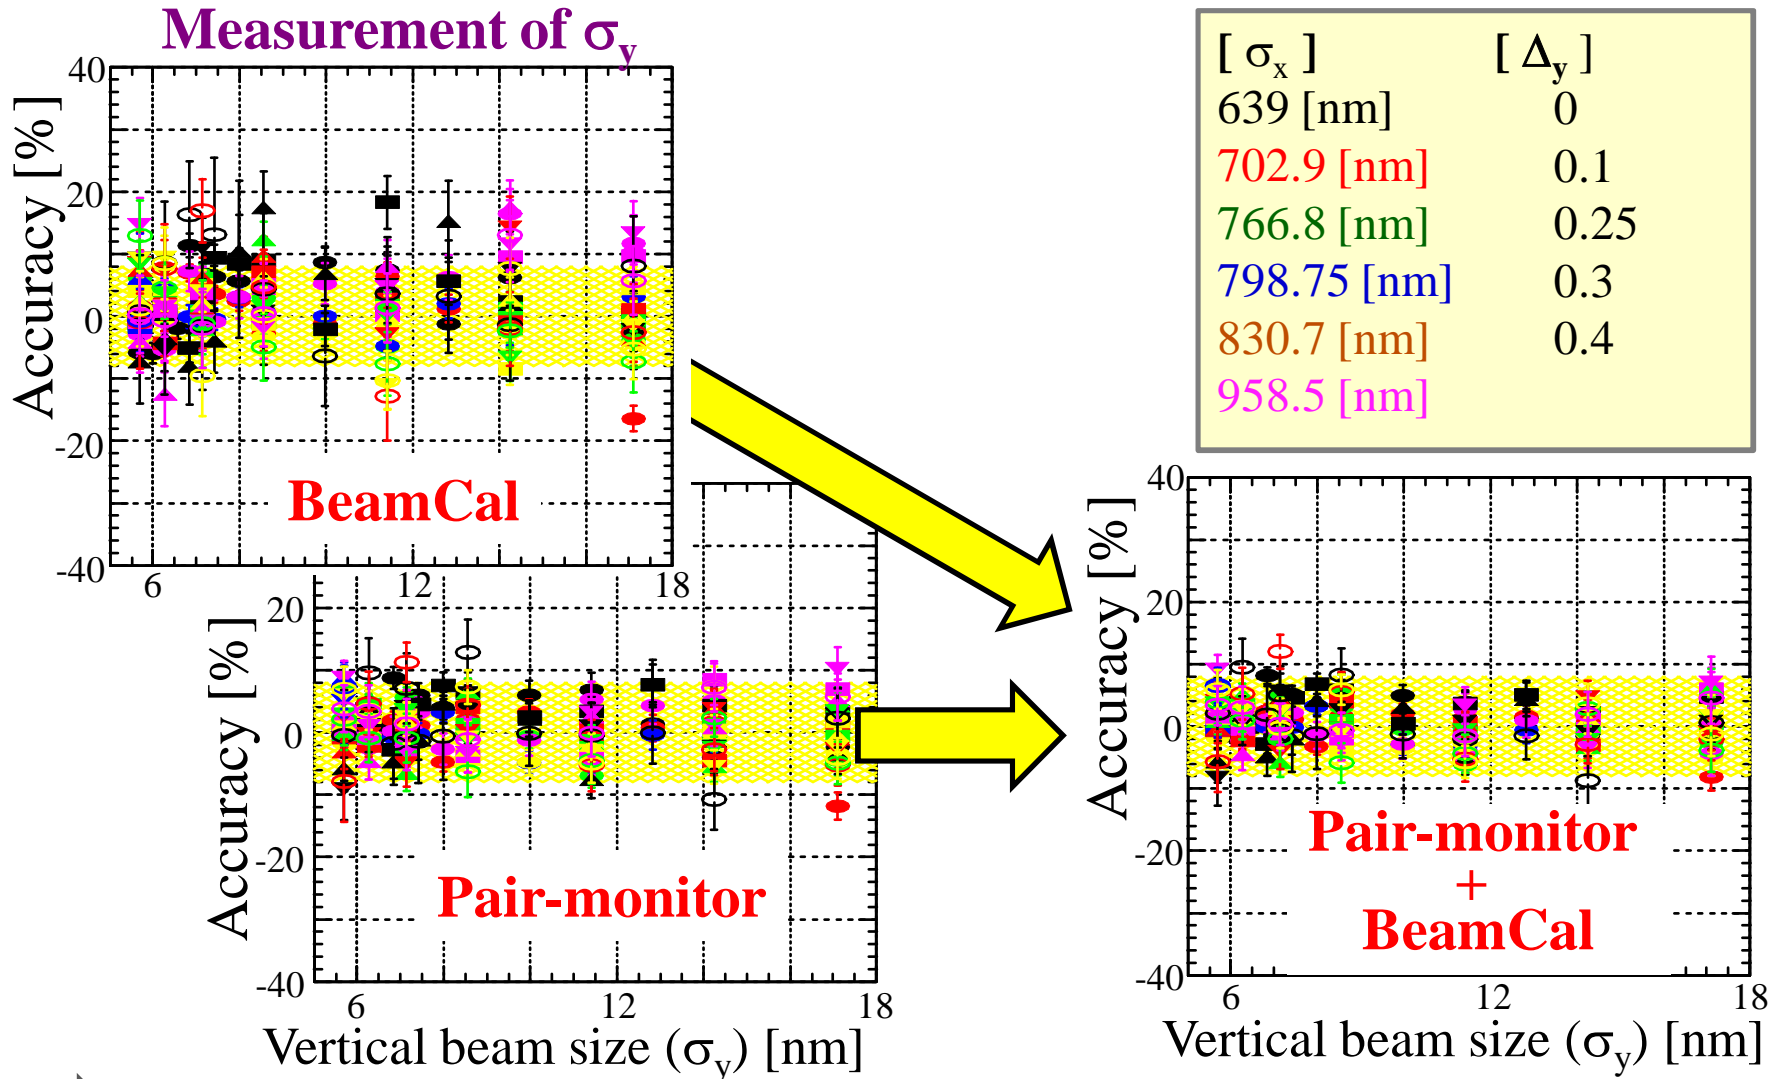 Measurement of σy
Accuracy [%]
40
20
0
-20
-40
6
12
18
BeamCal
[ σx ] [ Δy ]
639 [nm] 0
702.9 [nm] 0.1
766.8 [nm] 0.25
798.75 [nm] 0.3
830.7 [nm] 0.4
958.5 [nm]
Accuracy [%]
20
0
-20
-40
6
12
18
Pair-monitor
Vertical beam size (σy) [nm]
Accuracy [%]
40
20
0
-20
-40
6
12
18
Pair-monitor
+
BeamCal
Vertical beam size (σy) [nm]